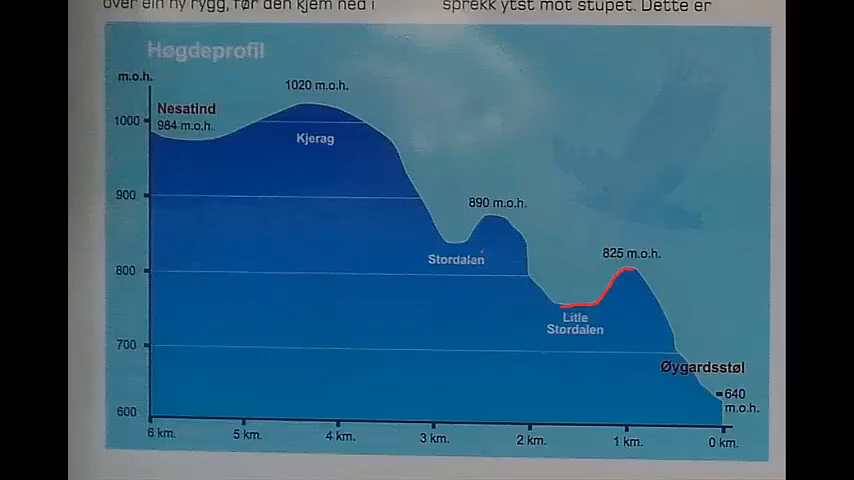 over ein ny rygg, før den kjem ned i
sprekk ytst mot stupet. Dette er
Høgdeprofil
m.o.h.
1020 m.o.h.
Nesatind
984 m.o.h.
1000
Kjerag
900
890 m.o.h.
Stordalen
825 m.o.h.
800
Litle
Stordalen
700
Øygardsstøl
640
m.o.h.
600
6 km.
5 km.
4 km.
3 km.
2 km.
1 km.
0 km.